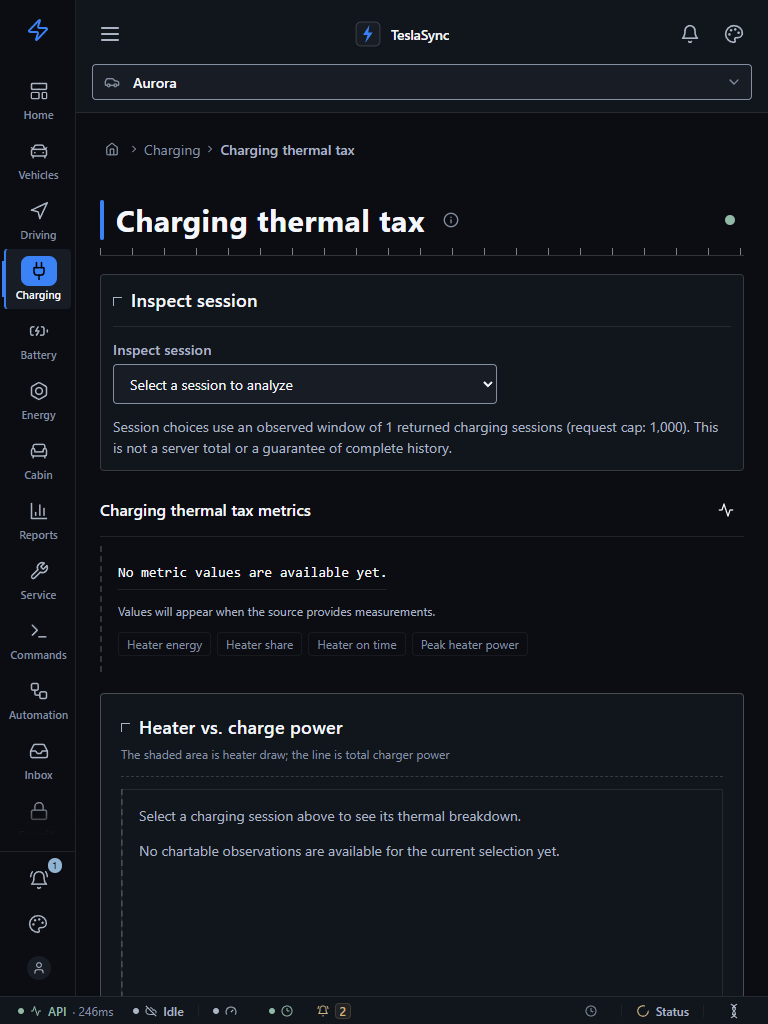 TeslaSync
Aurora
Home
Vehicles
Driving
Charging
Battery
Energy
Cabin
Reports
Service
Commands
Automation
Inbox
1
Charging
Charging thermal tax
Charging thermal tax
Inspect session
Inspect session
Select a session to analyze
Session choices use an observed window of 1 returned charging sessions (request cap: 1,000). This
is not a server total or a guarantee of complete history.
Charging thermal tax metrics
No metric values are available yet.
Values will appear when the source provides measurements.
Heater energy
Heater share
Heater on time
Peak heater power
Heater vs. charge power
The shaded area is heater draw; the line is total charger power
Select a charging session above to see its thermal breakdown.
No chartable observations are available for the current selection yet.
API · 246ms
Idle
2
Status